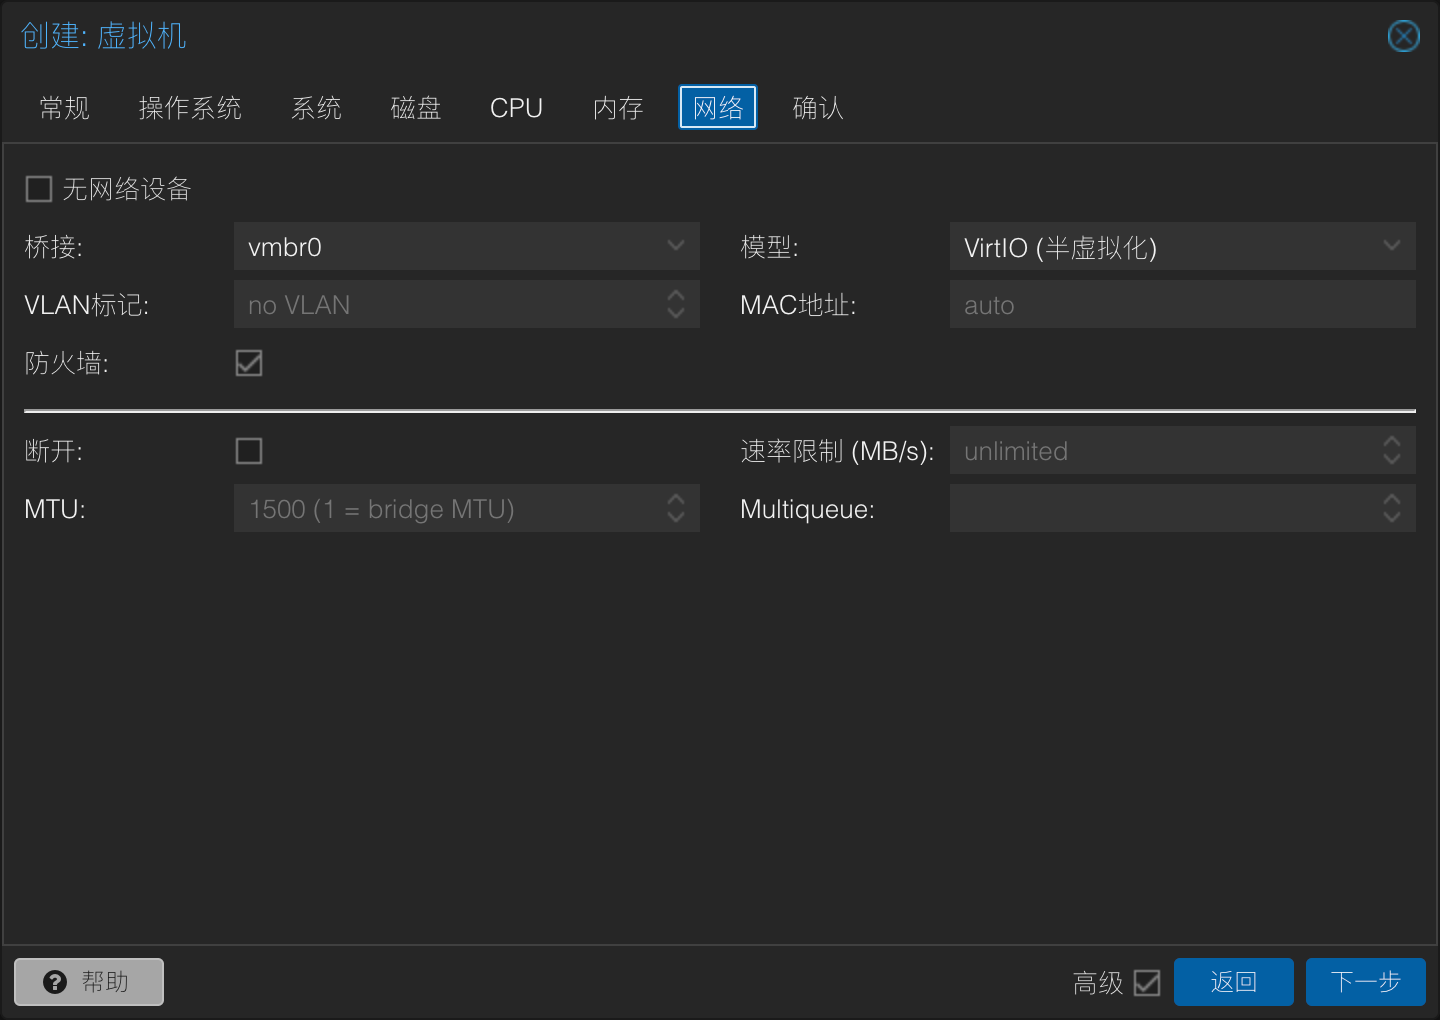 创建: 虚拟机
常规 操作系统 系统 磁盘 CPU 内存 网络 确认
无网络设备
桥接: vmbr0 模型: VirtIO (半虚拟化)
VLAN标记: no VLAN MAC地址: auto
防火墙:
断开: 速率限制 (MB/s): unlimited
MTU: 1500 (1 = bridge MTU) Multiqueue:
帮助 高级 返回 下一步